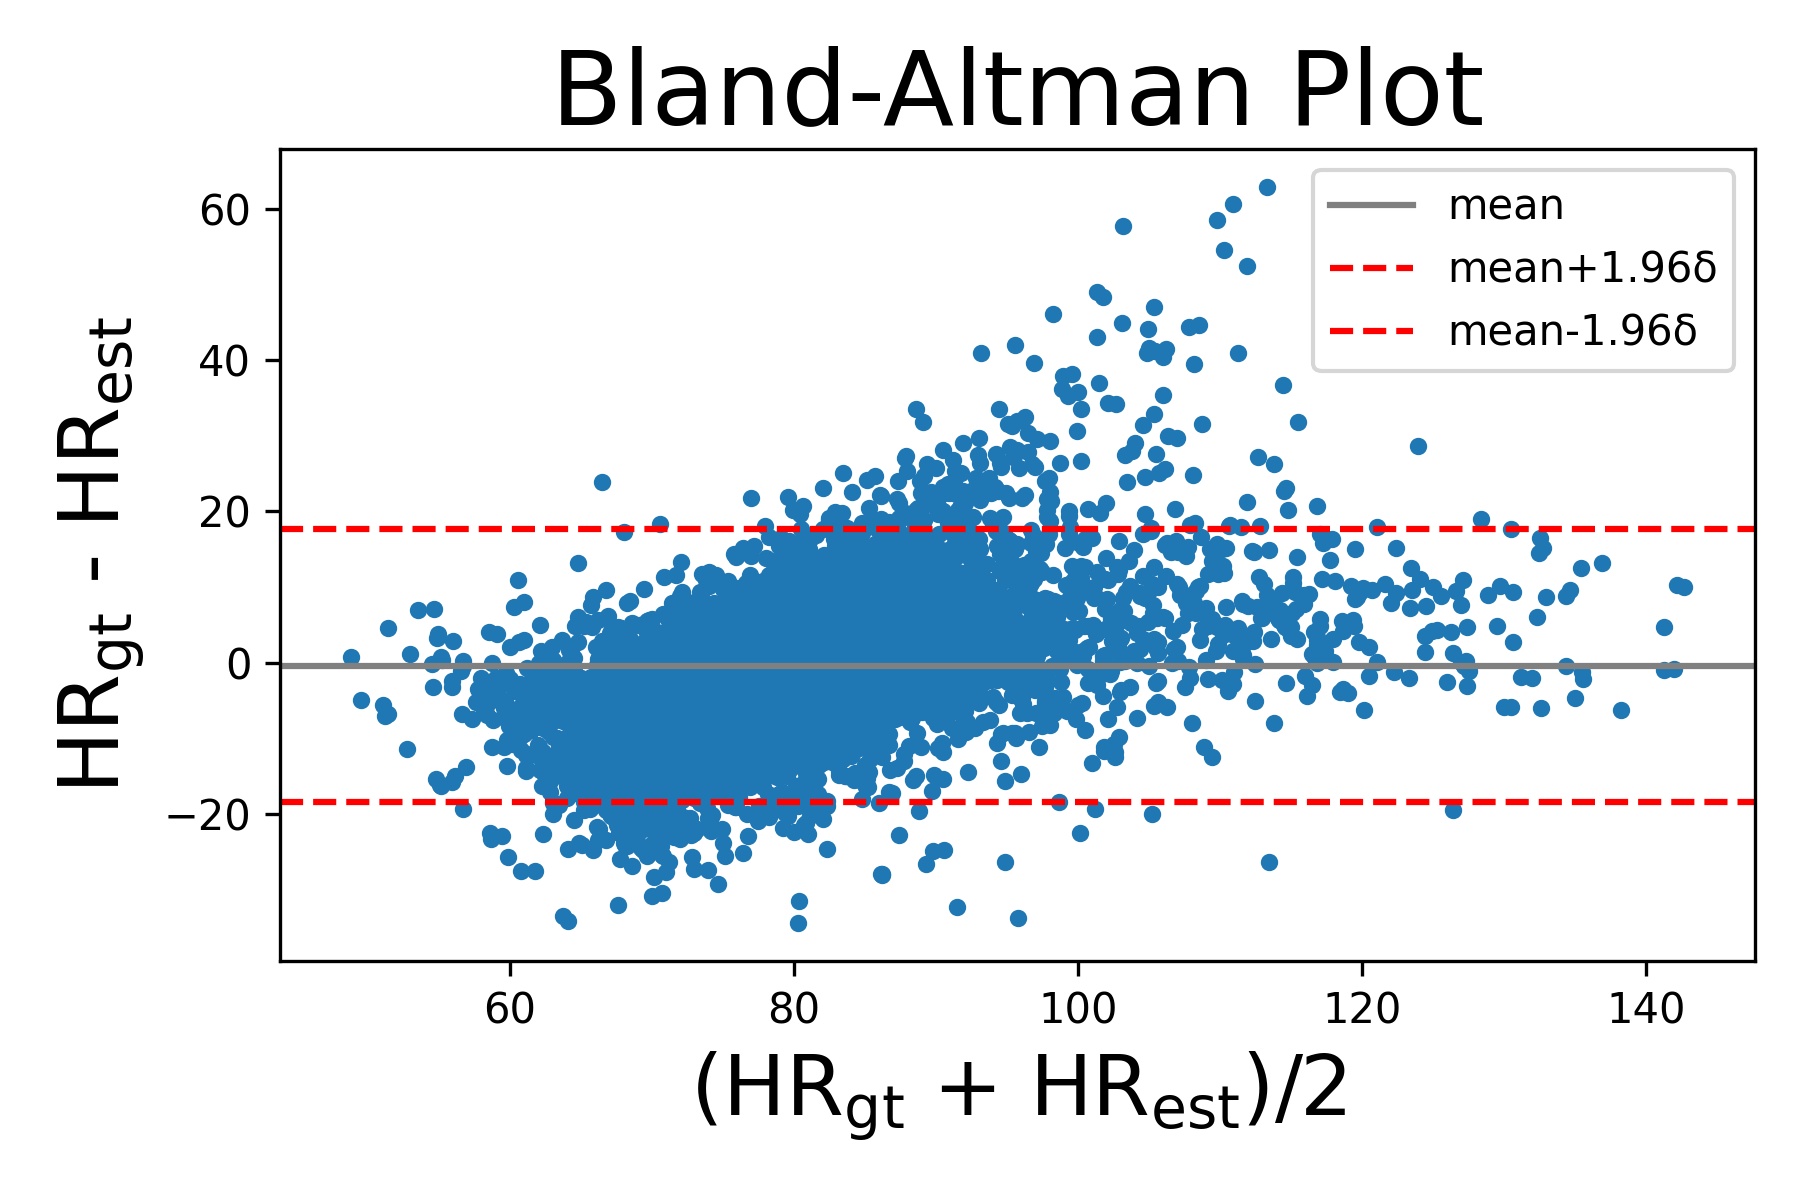 Bland-Altman Plot
HRgt - HRest
60
40
20
0
−20
mean
mean+1.96δ
mean-1.96δ
60
80
100
120
140
(HRgt + HRest)/2